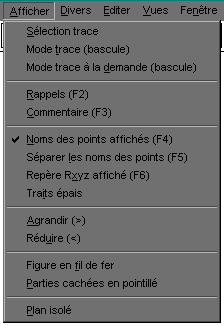 Afficher Divers Editer Vues Fenêtre
Sélection trace
Mode trace (bascule)
Mode trace à la demande (bascule)
Rappels (F2)
Commentaire (F3)
Noms des points affichés (F4)
Séparer les noms des points (F5)
Repère Rxyz affiché (F6)
Traits épais
Agrandir (>)
Réduire (<)
Figure en fil de fer
Parties cachées en pointillé
Plan isolé